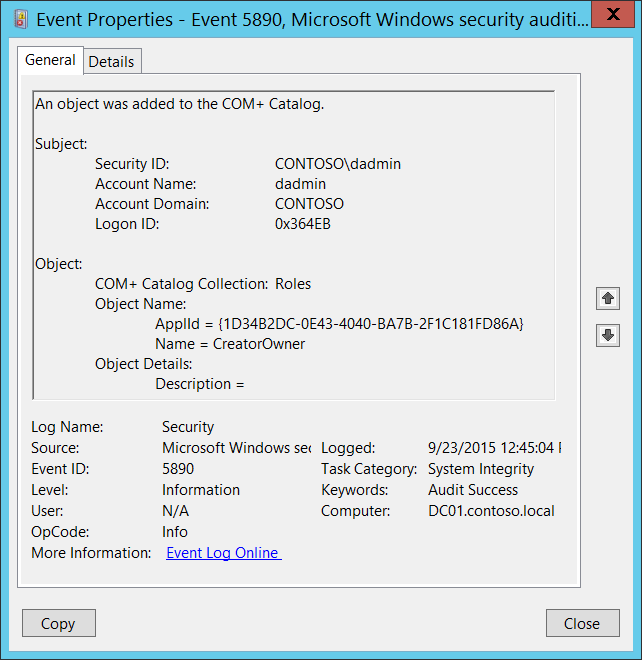 Event Properties - Event 5890, Microsoft Windows security auditi...
X
General
Details
An object was added to the COM+ Catalog.
Subject:
Security ID: CONTOSO\dadmin
Account Name: dadmin
Account Domain: CONTOSO
Logon ID: 0x364EB
Object:
COM+ Catalog Collection: Roles
Object Name:
AppId = {1D34B2DC-0E43-4040-BA7B-2F1C181FD86A}
Name = CreatorOwner
Object Details:
Description =
Log Name: Security
Source: Microsoft Windows sec Logged: 9/23/2015 12:45:04
Event ID: 5890 Task Category: System Integrity
Level: Information Keywords: Audit Success
User: N/A Computer: DC01.contoso.local
OpCode: Info
More Information: Event Log Online
Copy
Close